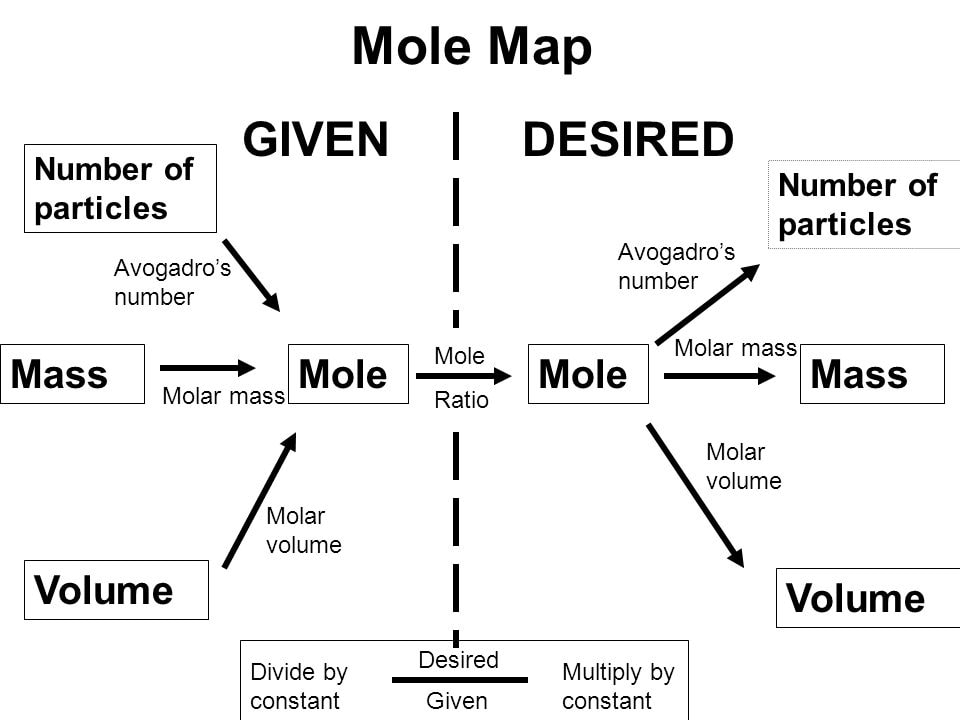 Mole Map
GIVEN
DESIRED
Number of
particles
Number of
particles
Avogadro’s
number
Avogadro’s
number
Mass
Molar mass
Mole
Mole
Ratio
Mole
Molar mass
Mass
Molar
volume
Molar
volume
Volume
Volume
Divide by
constant
Desired
Given
Multiply by
constant